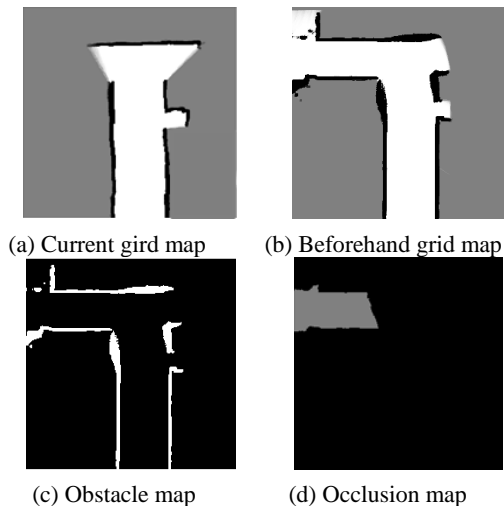 (a) Current gird map
(b) Beforehand grid map
(c) Obstacle map
(d) Occlusion map